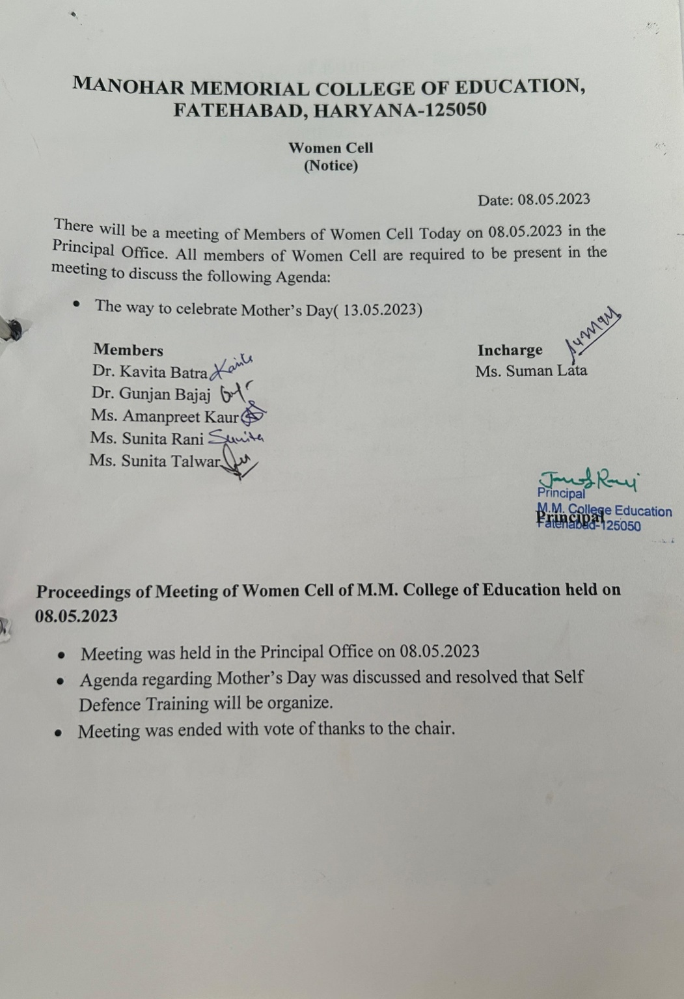 MANOHAR MEMORIAL COLLEGE OF EDUCATION,
FATEHABAD, HARYANA-125050
Women Cell
(Notice)
Date: 08.05.2023
There will be a meeting of Members of Women Cell Today on 08.05.2023 in the
Principal Office. All members of Women Cell are required to be present in the
meeting to discuss the following Agenda:
• The way to celebrate Mother's Day( 13.05.2023)
Members
Dr. Kavita Batra
Dr. Gunjan Bajaj
Ms. Amanpreet Kaur
Ms. Sunita Rani Sunita
Ms. Sunita Talwar
Incharge Suman
Ms. Suman Lata
Principal
M.M. College Education
Principal
Fatehabad-125050
Proceedings of Meeting of Women Cell of M.M. College of Education held on
08.05.2023
• Meeting was held in the Principal Office on 08.05.2023
• Agenda regarding Mother's Day was discussed and resolved that Self
Defence Training will be organize.
• Meeting was ended with vote of thanks to the chair.